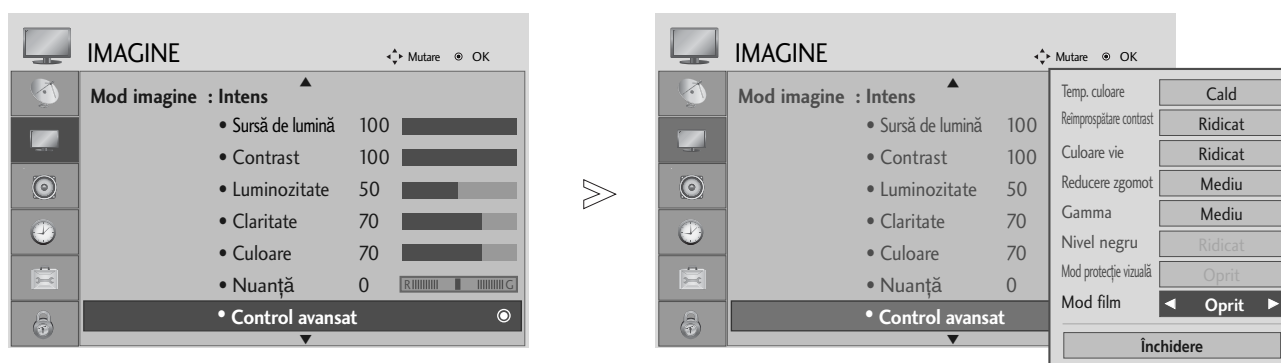 IMAGINE
Mutare OK
Mod imagine : Intens
• Sursă de lumină 100
• Contrast 100
• Luminozitate 50
• Claritate 70
• Culoare 70
• Nuanță 0 R G
• Control avansat
IMAGINE
Mutare OK
Mod imagine : Intens
• Sursă de lumină 100
• Contrast 100
• Luminozitate 50
• Claritate 70
• Culoare 70
• Nuanță 0
• Control avansat
Temp. culoare Cald
Reîmprospătare contrast Ridicat
Culoare vie Ridicat
Reducere zgomot Mediu
Gamma Mediu
Nivel negru Ridicat
Mod protecţie vizuală Oprit
Mod film Oprit
Închidere